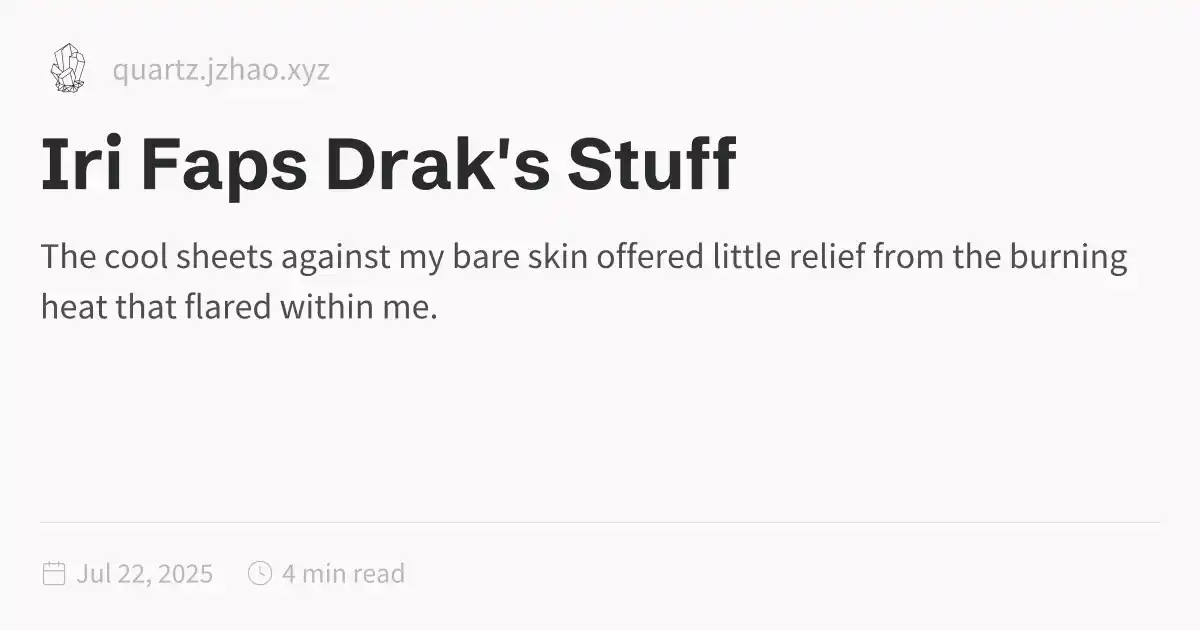 quartz.jzhao.xyz
Iri Faps Drak's Stuff
The cool sheets against my bare skin offered little relief from the burning
heat that flared within me.
Jul 22, 2025 4 min read